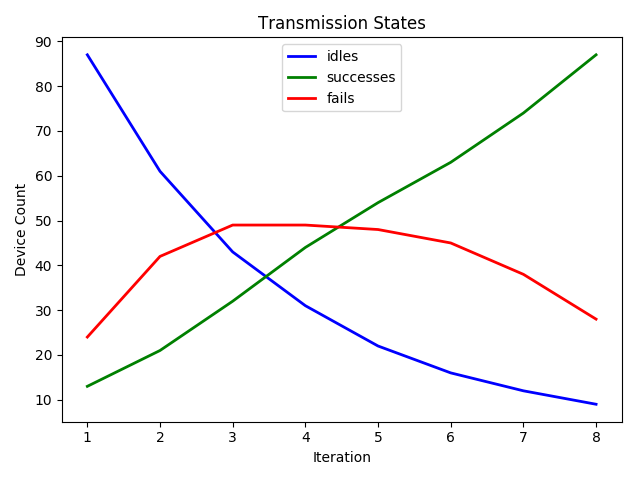 Transmission States
idles
successes
fails
Device Count
90
80
70
60
50
40
30
20
10
1 2 3 4 5 6 7 8
Iteration